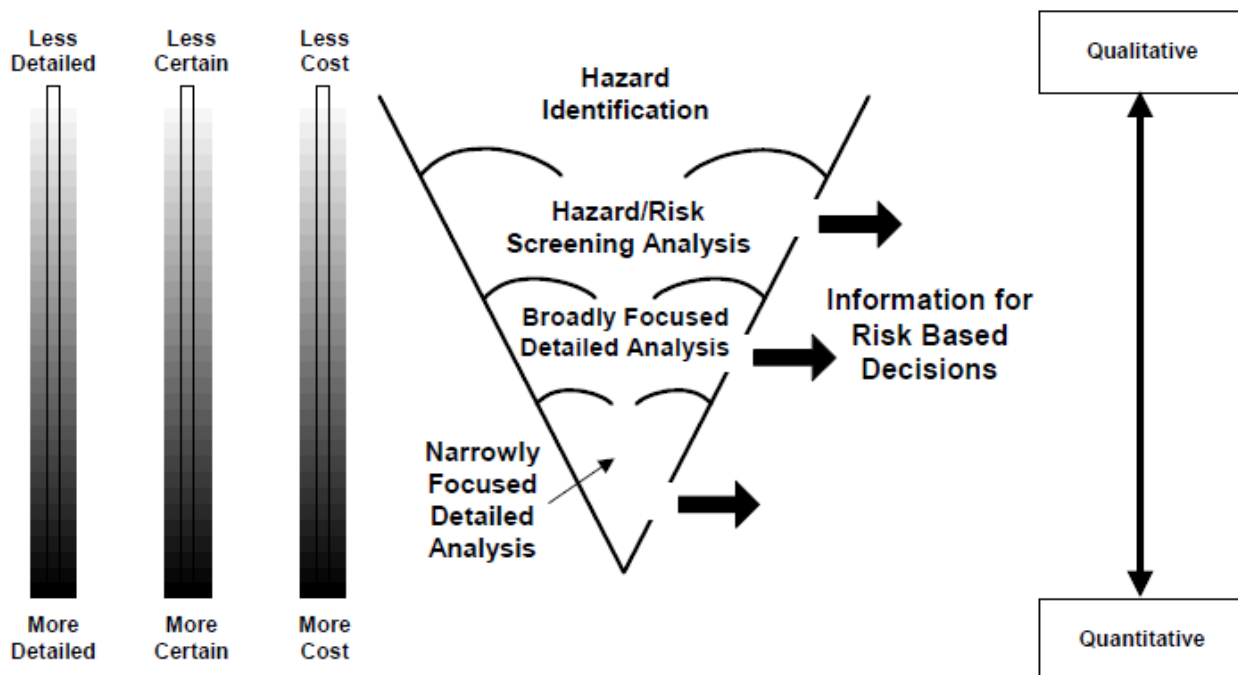 Less
Detailed
Less
Certain
Less
Cost
Hazard
Identification
Hazard/Risk
Screening Analysis
Broadly Focused
Detailed Analysis
Narrowly
Focused
Detailed
Analysis
Information for
Risk Based
Decisions
Qualitative
Quantitative
More
Detailed
More
Certain
More
Cost